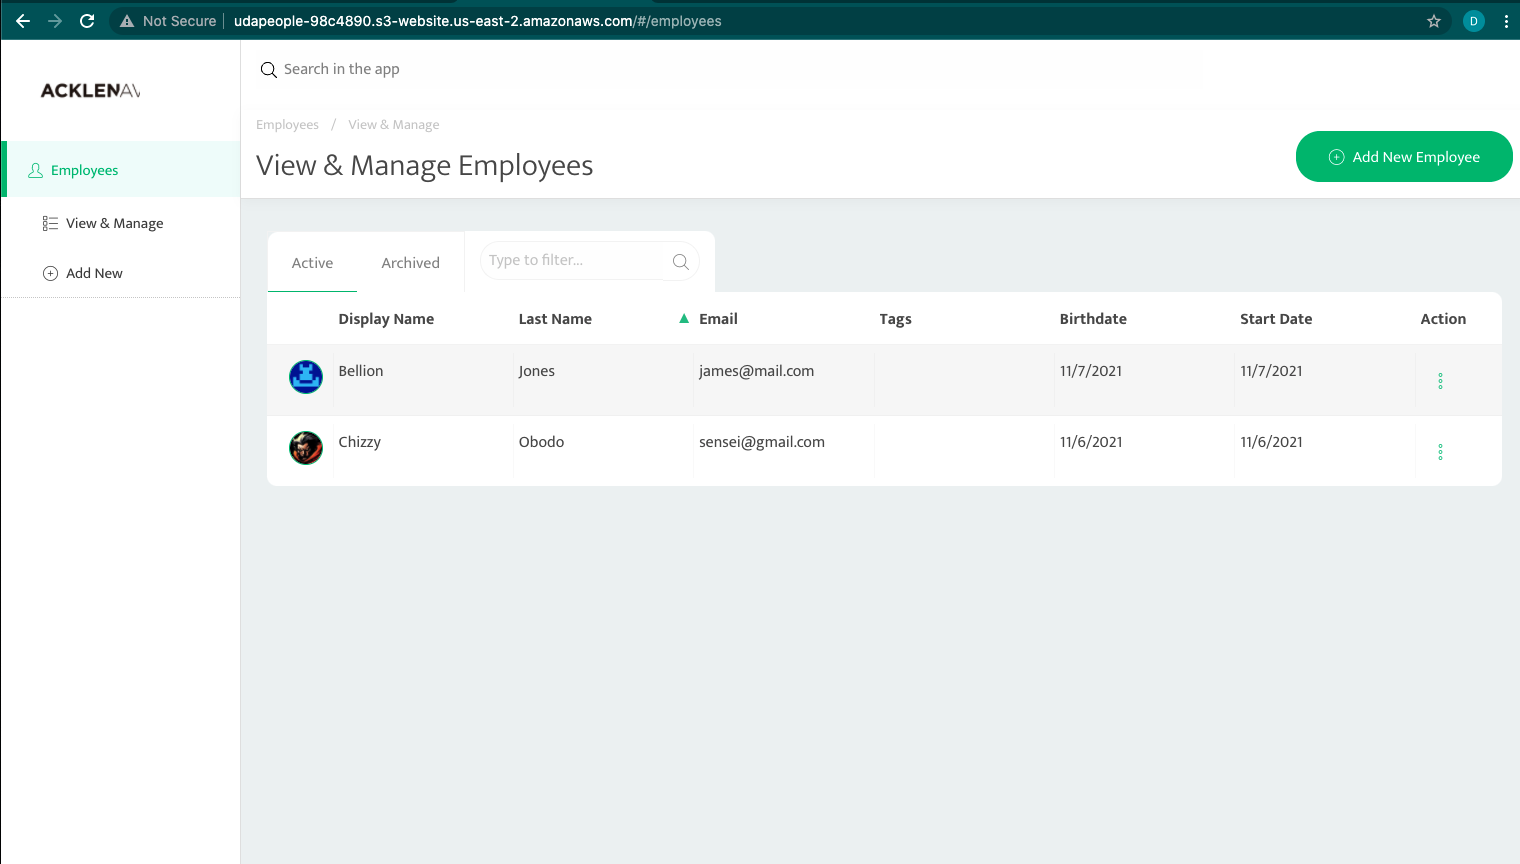 Not Secure | udapeople-98c4890.s3-website.us-east-2.amazonaws.com/#/employees D
ACKLENAV
Search in the app
Employees / View & Manage
View & Manage Employees
Add New Employee
Employees
View & Manage
Add New
Active Archived Type to filter...
Display Name Last Name Email Tags Birthdate Start Date Action
Bellion Jones james@mail.com 11/7/2021 11/7/2021
Chizzy Obodo sensei@gmail.com 11/6/2021 11/6/2021